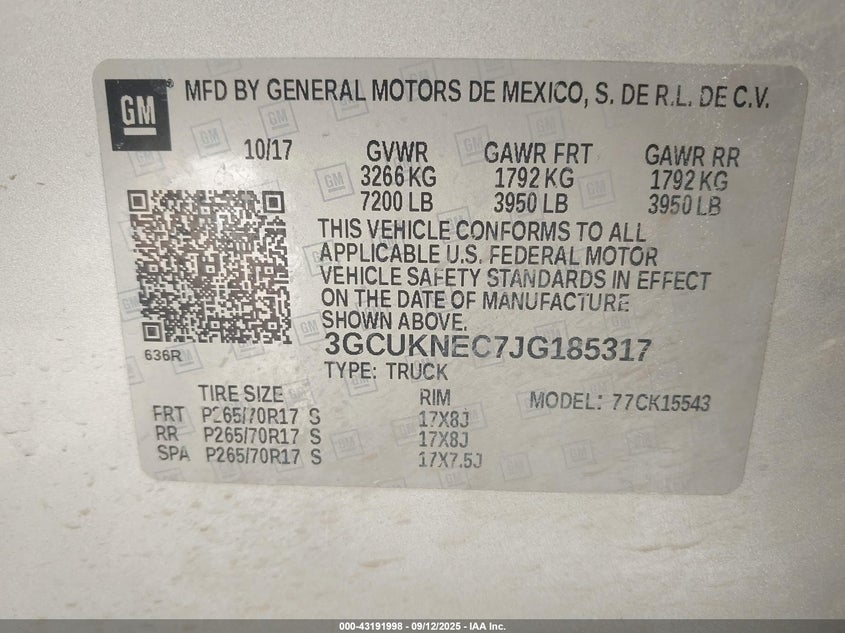 GM MFD BY GENERAL MOTORS DE MEXICO, S. DE R.L. DE C.V.
10/17 GVWR GAWR FRT GAWR RR
3266 KG 1792 KG 1792 KG
7200 LB 3950 LB 3950 LB
THIS VEHICLE CONFORMS TO ALL
APPLICABLE U.S. FEDERAL MOTOR
VEHICLE SAFETY STANDARDS IN EFFECT
ON THE DATE OF MANUFACTURE
SHOWN ABOVE.
636R
3GCUKNEC7JG185317
TYPE: TRUCK
TIRE SIZE RIM MODEL: 77CK15543
FRT P265/70R17 S 17X8J
RR P265/70R17 S 17X8J
SPA P265/70R17 S 17X7.5J
000-43191998 - 09/12/2025 - IAA Inc.